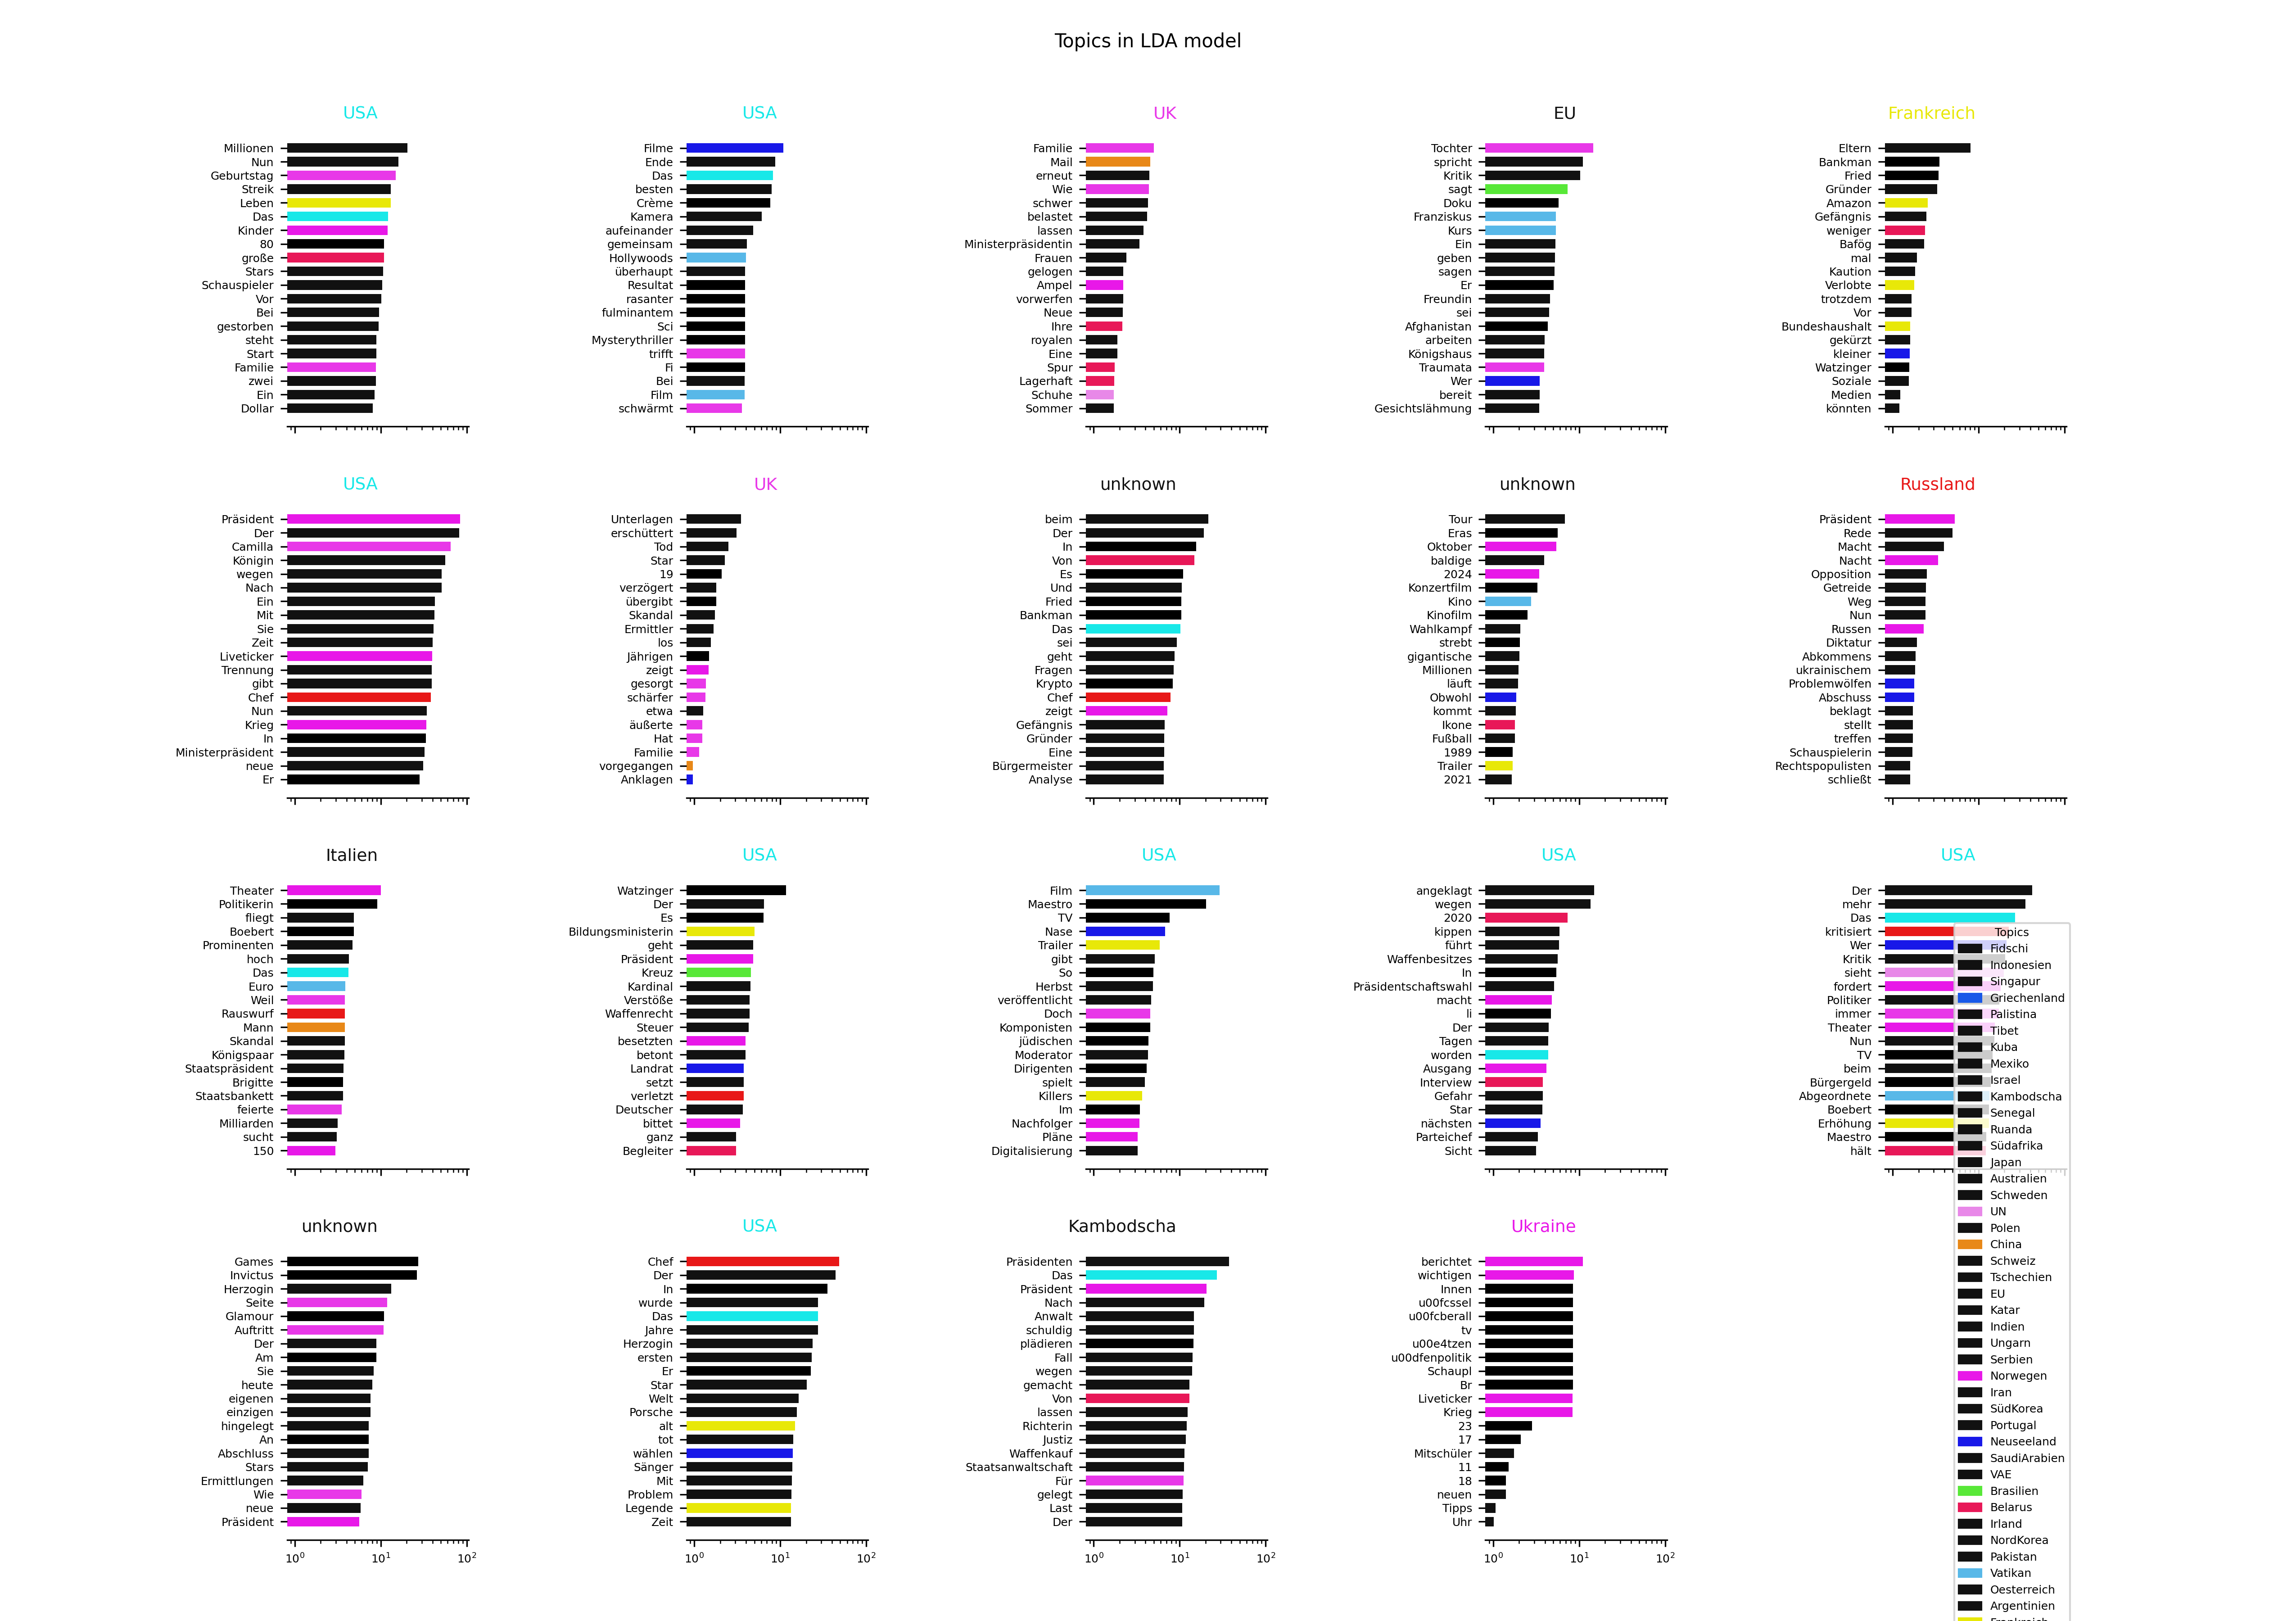 Topics in LDA model
USA
Millionen
Nun
Geburtstag
Streik
Leben
Das
Kinder
80
große
Stars
Schauspieler
Vor
Bei
gestorben
steht
Start
Familie
zwei
Ein
Dollar
USA
Filme
Ende
Das
besten
Crème
Kamera
aufeinander
gemeinsam
Hollywoods
überhaupt
Resultat
rasanter
fulminantem
Sci
Mysterythriller
trifft
Fi
Bei
Film
schwärmt
UK
Familie
Mail
erneut
Wie
schwer
belastet
lassen
Ministerpräsidentin
Frauen
gelogen
Ampel
vorwerfen
Neue
Ihre
royalen
Eine
Spur
Lagerhaft
Schuhe
Sommer
EU
Tochter
spricht
Kritik
sagt
Doku
Franziskus
Kurs
Ein
geben
sagen
Er
Freundin
sei
Afghanistan
arbeiten
Königshaus
Traumata
Wer
bereit
Gesichtslähmung
Frankreich
Eltern
Bankman
Fried
Gründer
Amazon
Gefängnis
weniger
Bafög
mal
Kaution
Verlobte
trotzdem
Vor
Bundeshaushalt
gekürzt
kleiner
Watzinger
Soziale
Medien
könnten
USA
Präsident
Der
Camilla
Königin
wegen
Nach
Ein
Mit
Sie
Zeit
Liveticker
Trennung
gibt
Chef
Nun
Krieg
In
Ministerpräsident
neue
Er
UK
Unterlagen
erschüttert
Tod
Star
19
verzögert
übergibt
Skandal
Ermittler
los
Jährigen
zeigt
gesorgt
schärfer
etwa
äußerte
Hat
Familie
vorgegangen
Anklagen
unknown
beim
Der
In
Von
Es
Und
Fried
Bankman
Das
sei
geht
Fragen
Krypto
Chef
zeigt
Gefängnis
Gründer
Eine
Bürgermeister
Analyse
unknown
Tour
Eras
Oktober
baldige
2024
Konzertfilm
Kino
Kinofilm
Wahlkampf
strebt
gigantische
Millionen
läuft
Obwohl
kommt
Ikone
Fußball
1989
Trailer
2021
Russland
Präsident
Rede
Macht
Nacht
Opposition
Getreide
Weg
Nun
Russen
Diktatur
Abkommens
ukrainischem
Problemwölfen
Abschuss
beklagt
stellt
treffen
Schauspielerin
Rechtspopulisten
schließt
Italien
Theater
Politikerin
fliegt
Boebert
Prominenten
hoch
Das
Euro
Weil
Rauswurf
Mann
Skandal
Königspaar
Staatspräsident
Brigitte
Staatsbankett
feierte
Milliarden
sucht
150
USA
Watzinger
Der
Es
Bildungsministerin
geht
Präsident
Kreuz
Kardinal
Verstöße
Waffenrecht
Steuer
besetzten
betont
Landrat
setzt
verletzt
Deutscher
bittet
ganz
Begleiter
USA
Film
Maestro
TV
Nase
Trailer
gibt
So
Herbst
veröffentlicht
Doch
Komponisten
jüdischen
Moderator
Dirigenten
spielt
Killers
Im
Nachfolger
Pläne
Digitalisierung
USA
angeklagt
wegen
2020
kippen
führt
Waffenbesitzes
In
Präsidentschaftswahl
macht
li
Der
Tagen
worden
Ausgang
Interview
Gefahr
Star
nächsten
Parteichef
Sicht
USA
Der
mehr
Das
kritisiert
Wer
Kritik
sieht
fordert
Politiker
immer
Theater
Nun
TV
beim
Bürgergeld
Abgeordnete
Boebert
Erhöhung
Maestro
hält
unknown
Games
Invictus
Herzogin
Seite
Glamour
Auftritt
Der
Am
Sie
heute
eigenen
einzigen
hingelegt
An
Abschluss
Stars
Ermittlungen
Wie
neue
Präsident
10⁰ 10¹ 10²
USA
Chef
Der
In
wurde
Das
Jahre
Herzogin
ersten
Er
Star
Welt
Porsche
alt
tot
wählen
Sänger
Mit
Problem
Legende
Zeit
10⁰ 10¹ 10²
Kambodscha
Präsidenten
Das
Präsident
Nach
Anwalt
schuldig
plädieren
Fall
wegen
gemacht
Von
lassen
Richterin
Justiz
Waffenkauf
Staatsanwaltschaft
Für
gelegt
Last
Der
10⁰ 10¹ 10²
Ukraine
berichtet
wichtigen
Innen
u00fcssel
u00fcberall
tv
u00e4tzen
u00dfenpolitik
Schaupl
Br
Liveticker
Krieg
23
17
Mitschüler
11
18
neuen
Tipps
Uhr
10⁰ 10¹ 10²
Topics
Fidschi
Indonesien
Singapur
Griechenland
Palistina
Tibet
Kuba
Mexiko
Israel
Kambodscha
Senegal
Ruanda
Südafrika
Japan
Australien
Schweden
UN
Polen
China
Schweiz
Tschechien
EU
Katar
Indien
Ungarn
Serbien
Norwegen
Iran
SüdKorea
Portugal
Neuseeland
SaudiArabien
VAE
Brasilien
Belarus
Irland
NordKorea
Pakistan
Vatikan
Oesterreich
Argentinien